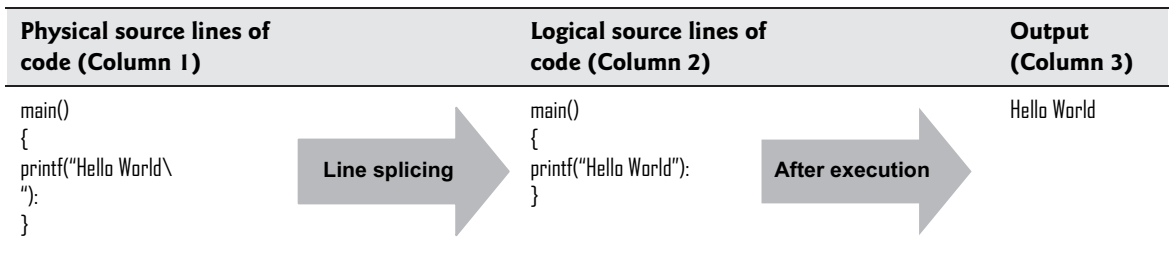 Physical source lines of
code (Column 1)
Logical source lines of
code (Column 2)
Output
(Column 3)
main()
{
printf(“Hello World\
“):
}
Line splicing
main()
{
printf(“Hello World”):
}
After execution
Hello World